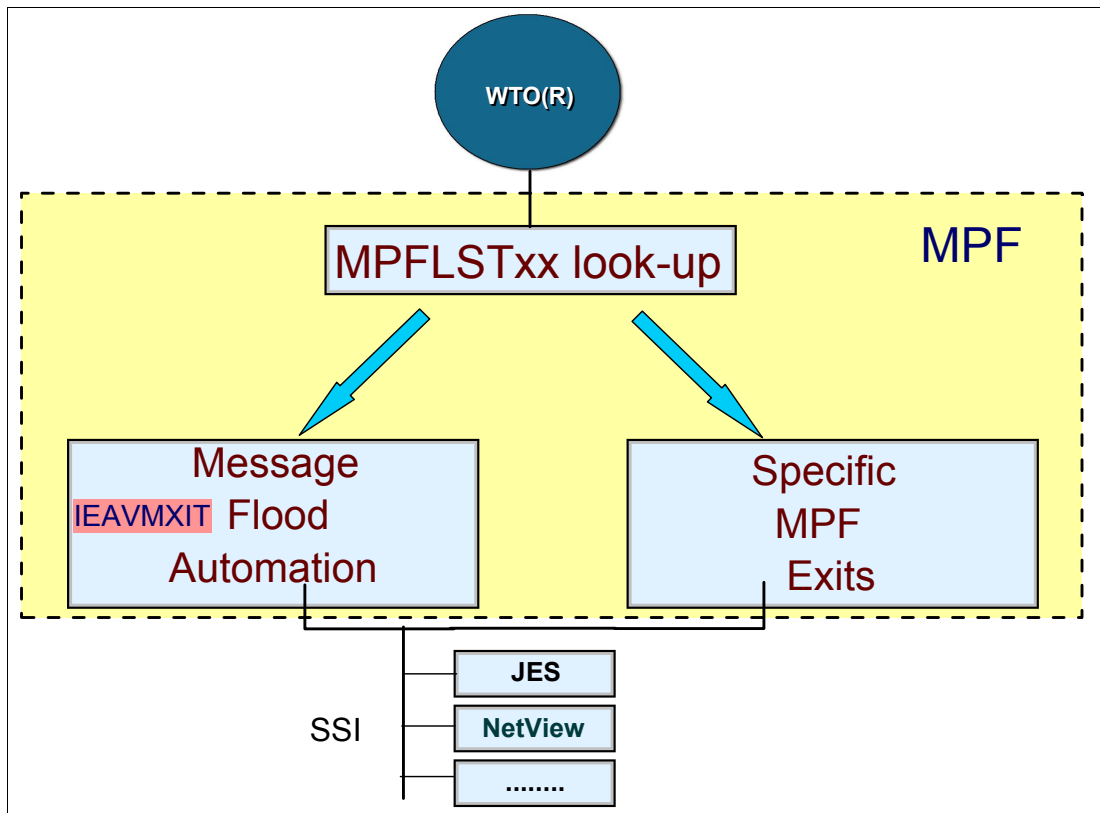 WTO(R)
MPFLSTxx look-up
MPF
Message
IEAVMXIT Flood
Automation
Specific
MPF
Exits
SSI
JES
NetView
........